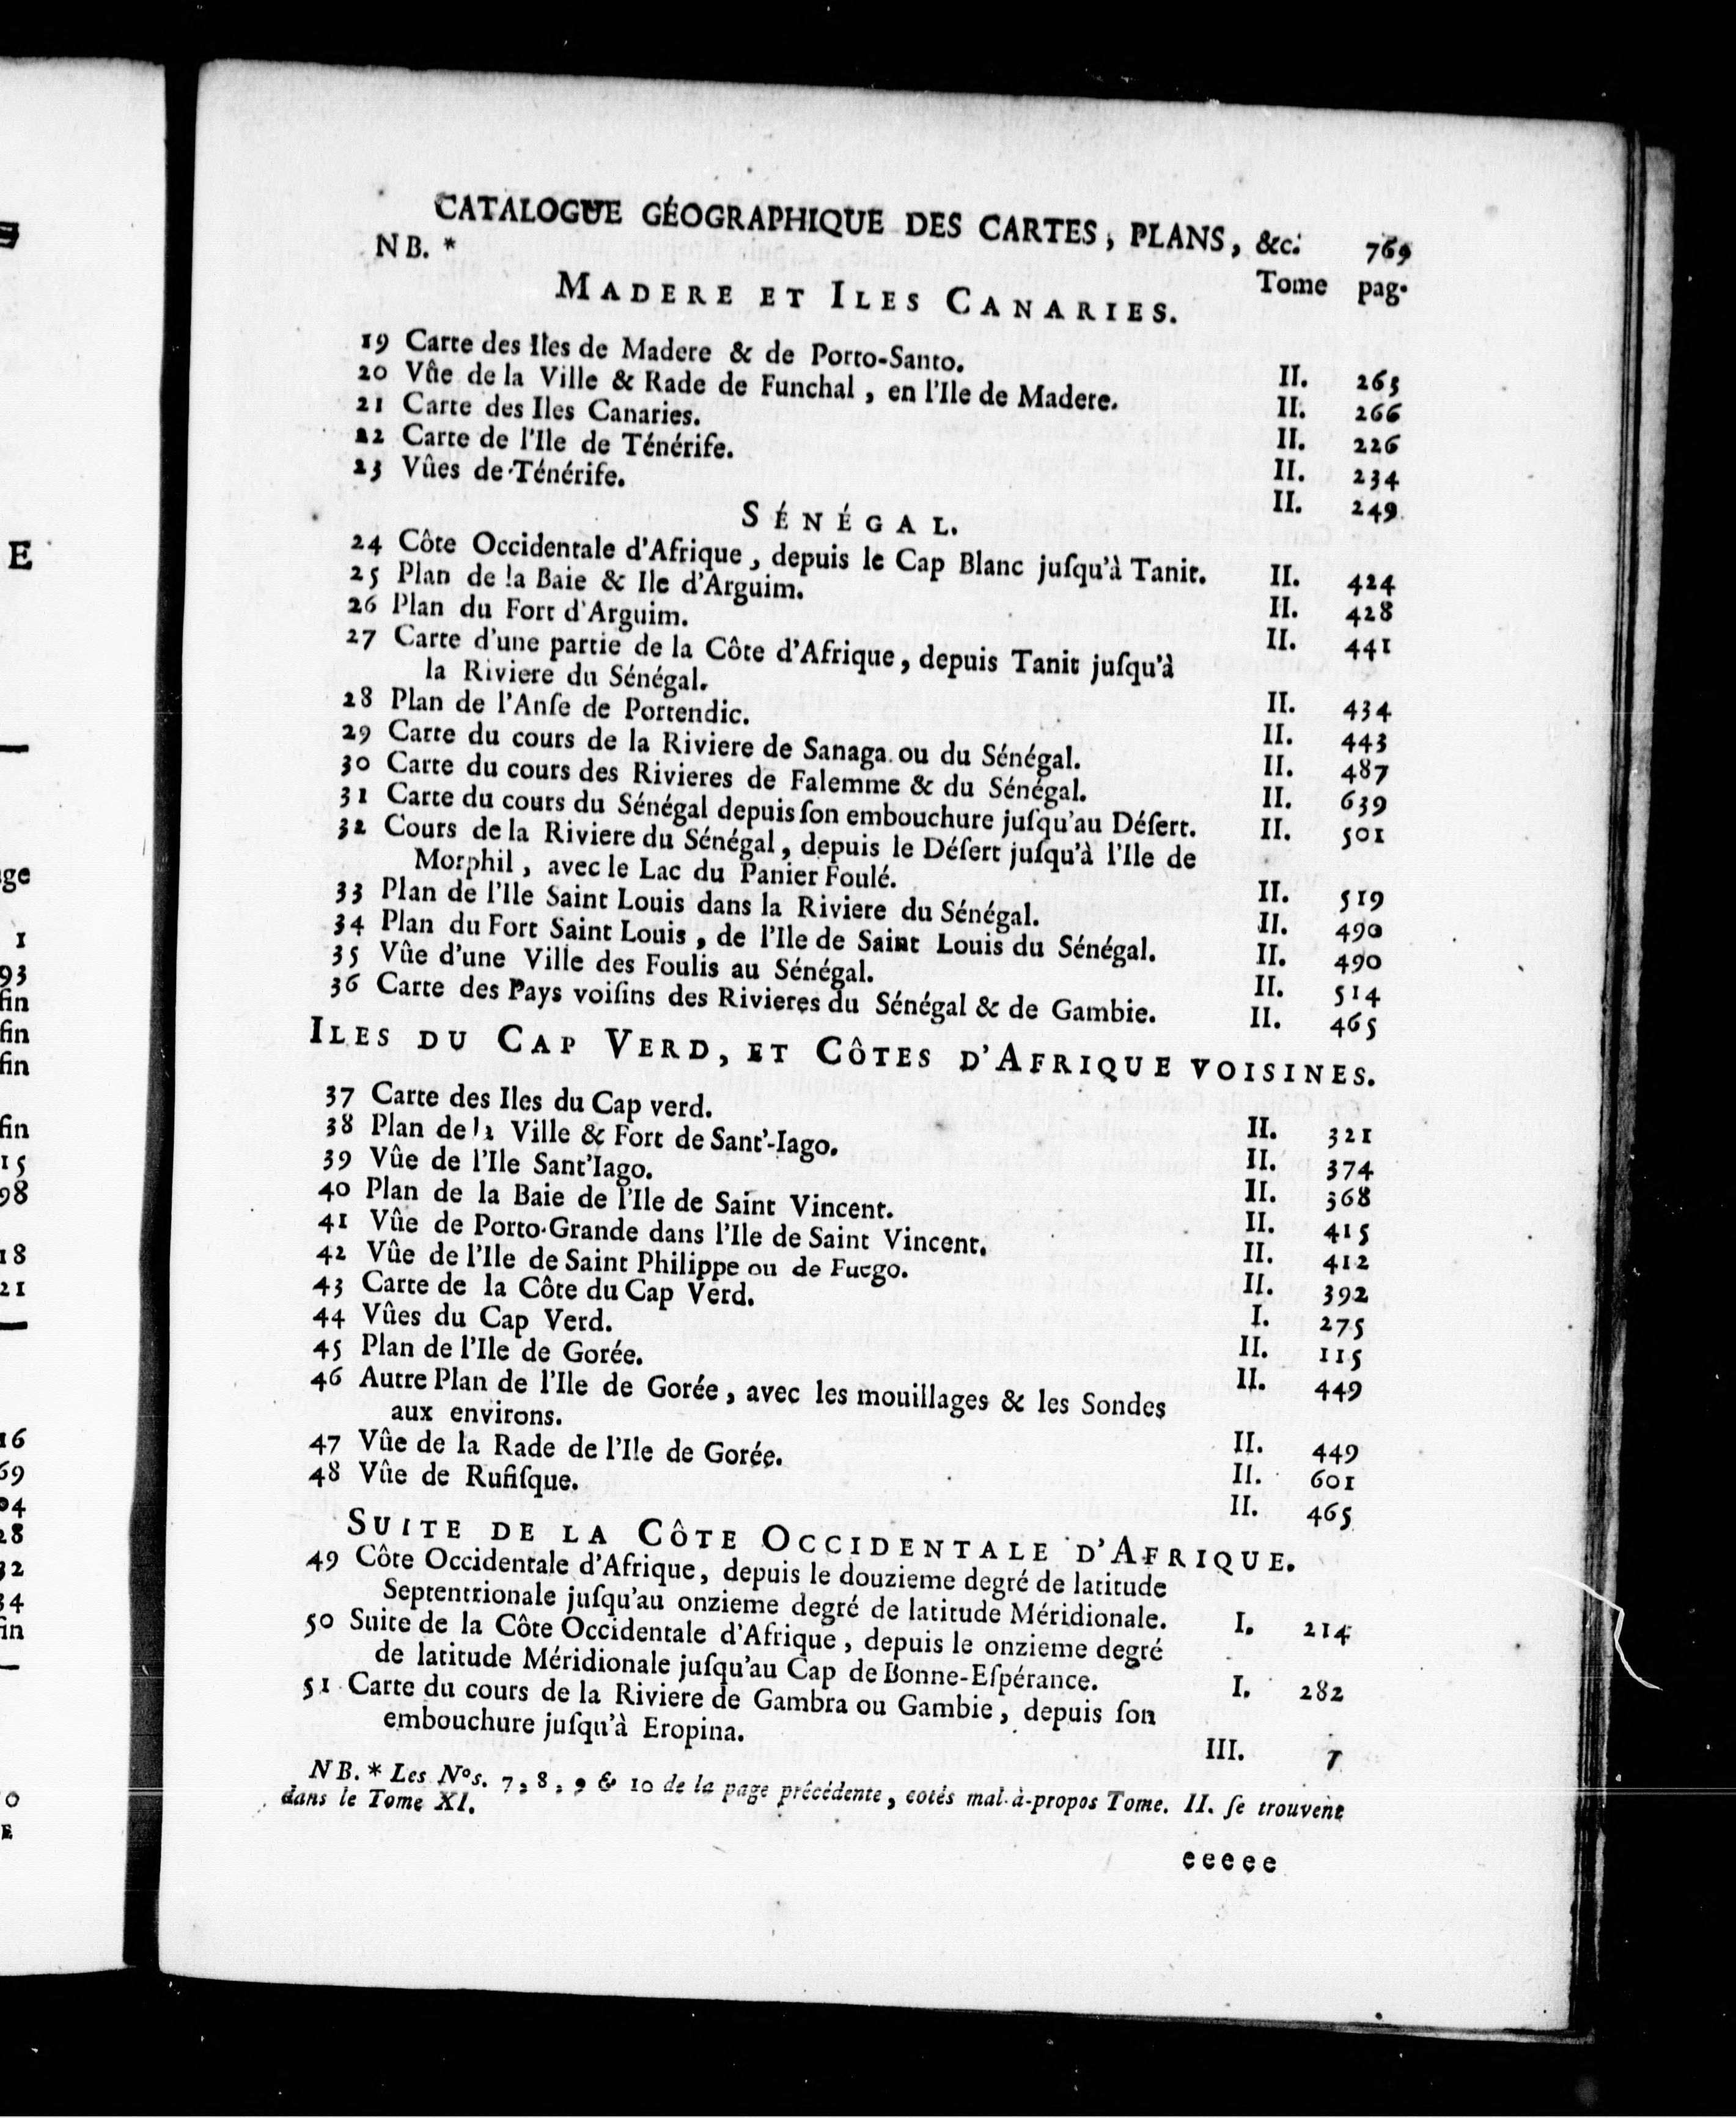 CATALOGUE GÉOGRAPHIQUE DES CARTES, PLANS, &c. 769
NB. * Tome pag.
MADERE ET ILES CANARIES.
19 Carte des Iles de Madere & de Porto-Santo. II. 265
20 Vûe de la Ville & Rade de Funchal, en l'Ile de Madere. II. 266
21 Carte des Iles Canaries. II. 226
22 Carte de l'Ile de Ténérife. II. 234
23 Vûes de Ténérife. II. 249
SÉNÉGAL.
24 Côte Occidentale d'Afrique, depuis le Cap Blanc juſqu'à Tanit. II. 424
25 Plan de la Baie & Ile d'Arguim. II. 428
26 Plan du Fort d'Arguim. II. 441
27 Carte d'une partie de la Côte d'Afrique, depuis Tanit juſqu'à
la Riviere du Sénégal. II. 434
28 Plan de l'Anſe de Portendic. II. 443
29 Carte du cours de la Riviere de Sanaga ou du Sénégal. II. 487
30 Carte du cours des Rivieres de Falemme & du Sénégal. II. 639
31 Carte du cours du Sénégal depuis ſon embouchure juſqu'au Déſert. II. 501
32 Cours de la Riviere du Sénégal, depuis le Déſert juſqu'à l'Ile de
Morphil, avec le Lac du Panier Foulé. II. 519
33 Plan de l'Ile Saint Louis dans la Riviere du Sénégal. II. 490
34 Plan du Fort Saint Louis, de l'Ile de Saint Louis du Sénégal. II. 490
35 Vûe d'une Ville des Foulis au Sénégal. II. 514
36 Carte des Pays voiſins des Rivieres du Sénégal & de Gambie. II. 465
ILES DU CAP VERD, ET CÔTES D'AFRIQUE VOISINES.
37 Carte des Iles du Cap verd. II. 321
38 Plan de la Ville & Fort de Sant'-Iago. II. 374
39 Vûe de l'Ile Sant'Iago. II. 368
40 Plan de la Baie de l'Ile de Saint Vincent. II. 415
41 Vûe de Porto-Grande dans l'Ile de Saint Vincent. II. 412
42 Vûe de l'Ile de Saint Philippe ou de Fuego. II. 392
43 Carte de la Côte du Cap Verd. I. 275
44 Vûes du Cap Verd. II. 115
45 Plan de l'Ile de Gorée. II. 449
46 Autre Plan de l'Ile de Gorée, avec les mouillages & les Sondes
aux environs. II. 449
47 Vûe de la Rade de l'Ile de Gorée. II. 601
48 Vûe de Rufiſque. II. 465
SUITE DE LA CÔTE OCCIDENTALE D'AFRIQUE.
49 Côte Occidentale d'Afrique, depuis le douzieme degré de latitude
Septentrionale juſqu'au onzieme degré de latitude Méridionale. I. 214
50 Suite de la Côte Occidentale d'Afrique, depuis le onzieme degré
de latitude Méridionale juſqu'au Cap de Bonne-Eſpérance. I. 282
51 Carte du cours de la Riviere de Gambra ou Gambie, depuis ſon
embouchure juſqu'à Eropina. III.
NB. * Les Nos. 7, 8, 9 & 10 de la page précédente, cotés mal-à-propos Tome. II. ſe trouvent
dans le Tome XI.
eeeee